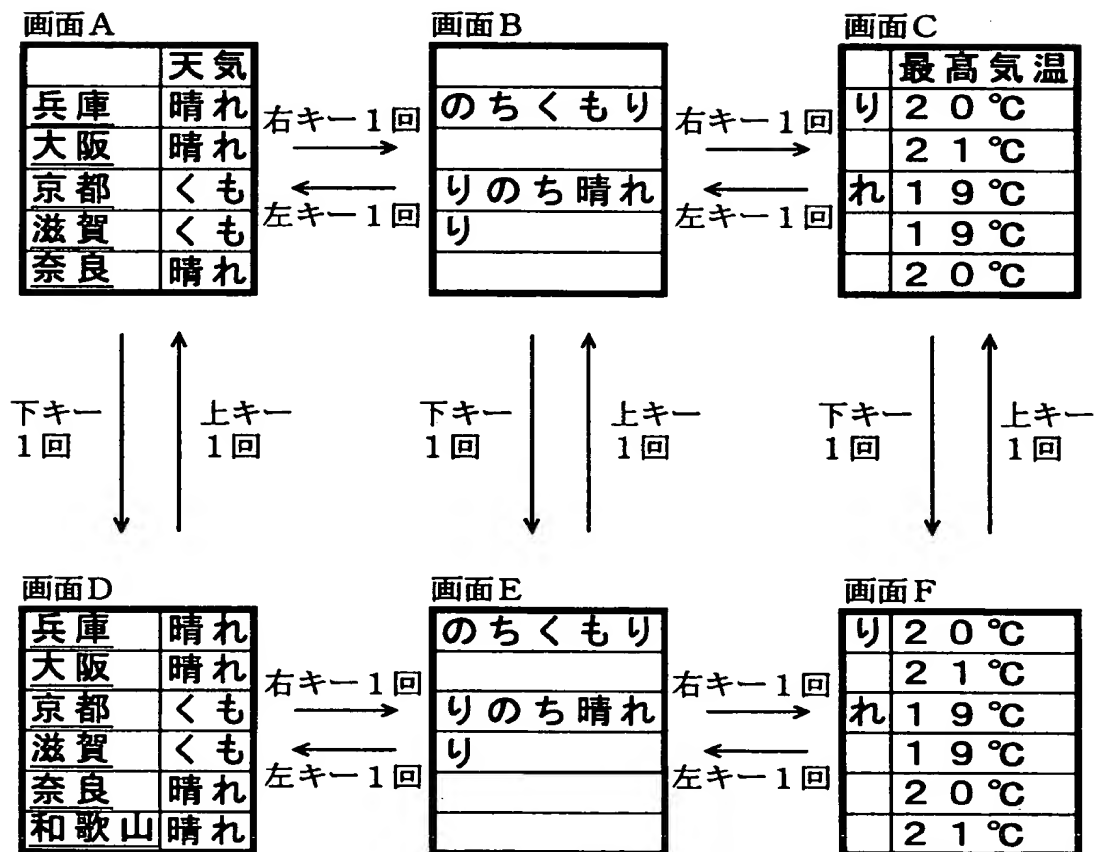 画面A
天気
兵庫 晴れ
大阪 晴れ
京都 くも
滋賀 くも
奈良 晴れ
右キー1回
左キー1回
画面B
のちくもり
りのち晴れ
り
右キー1回
左キー1回
画面C
最高気温
り 20℃
21℃
れ 19℃
19℃
20℃
下キー
1回
上キー
1回
下キー
1回
上キー
1回
下キー
1回
上キー
1回
画面D
兵庫 晴れ
大阪 晴れ
京都 くも
滋賀 くも
奈良 晴れ
和歌山 晴れ
右キー1回
左キー1回
画面E
のちくもり
りのち晴れ
り
右キー1回
左キー1回
画面F
り 20℃
21℃
れ 19℃
19℃
20℃
21℃